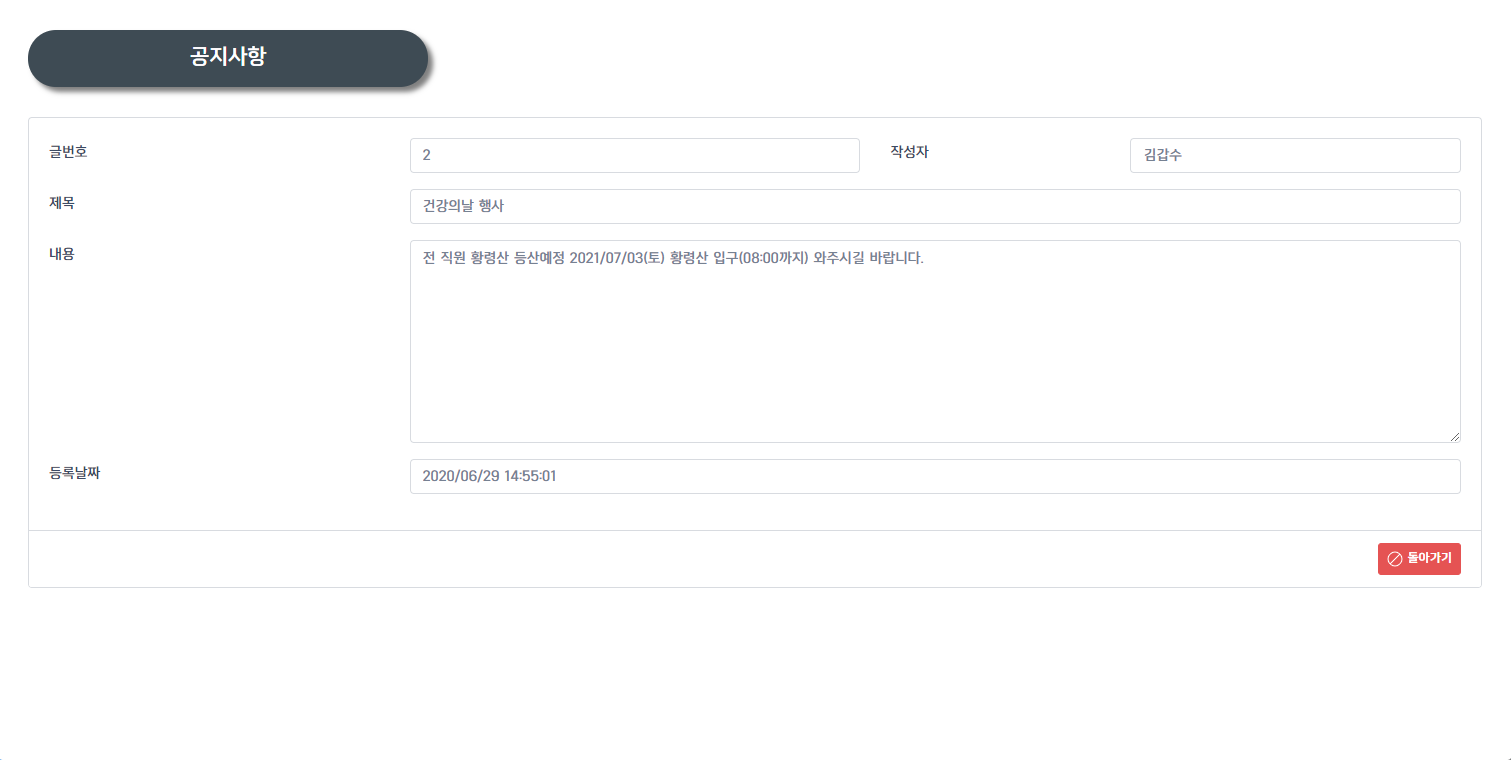 공지사항
글번호 2 작성자 김갑수
제목 건강의날 행사
내용 전 직원 황령산 등산예정 2021/07/03(토) 황령산 입구(08:00까지) 와주시길 바랍니다.
등록날짜 2020/06/29 14:55:01
돌아가기